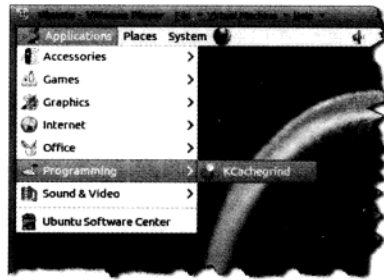 Applications Places System
Accessories
Games
Graphics
Internet
Office
Programming
KCachegrind
Sound & Video
Ubuntu Software Center